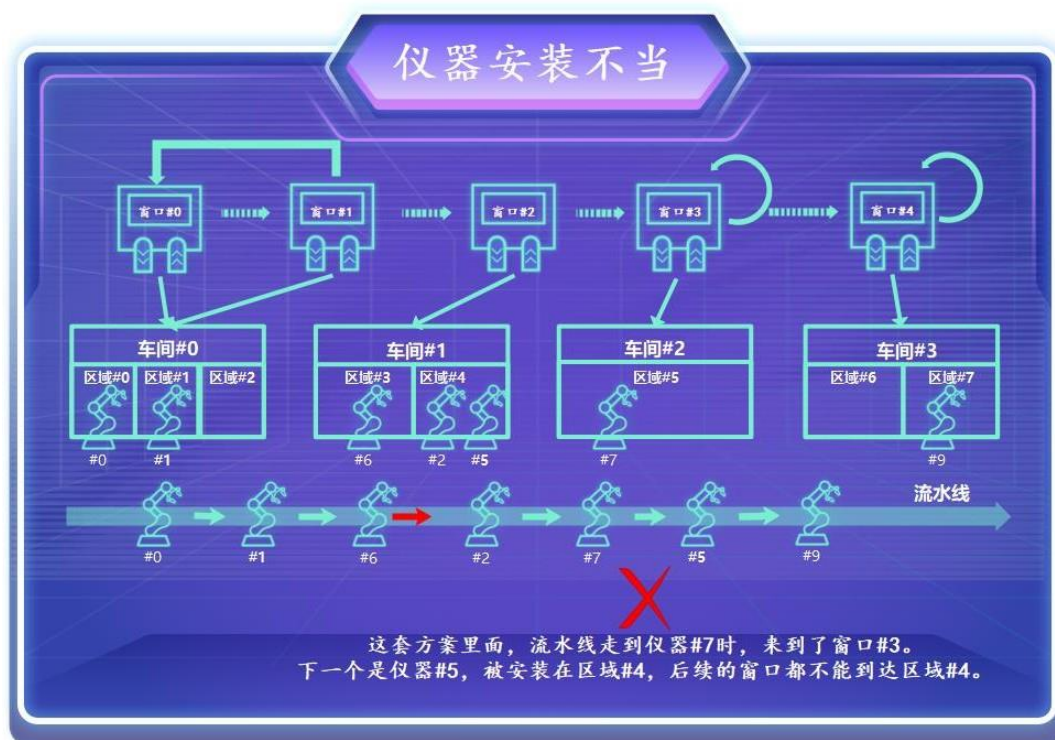 仪器安装不当
窗口#0
窗口#1
窗口#2
窗口#3
窗口#4
车间#0
车间#1
车间#2
车间#3
区域#0
区域#1
区域#2
区域#3
区域#4
区域#5
区域#6
区域#7
#0
#1
#6
#2
#5
#7
#9
流水线
#0
#1
#6
#2
#7
#5
#9
这套方案里面，流水线走到仪器#7时，来到了窗口#3。
下一个是仪器#5，被安装在区域#4，后续的窗口都不能到达区域#4。